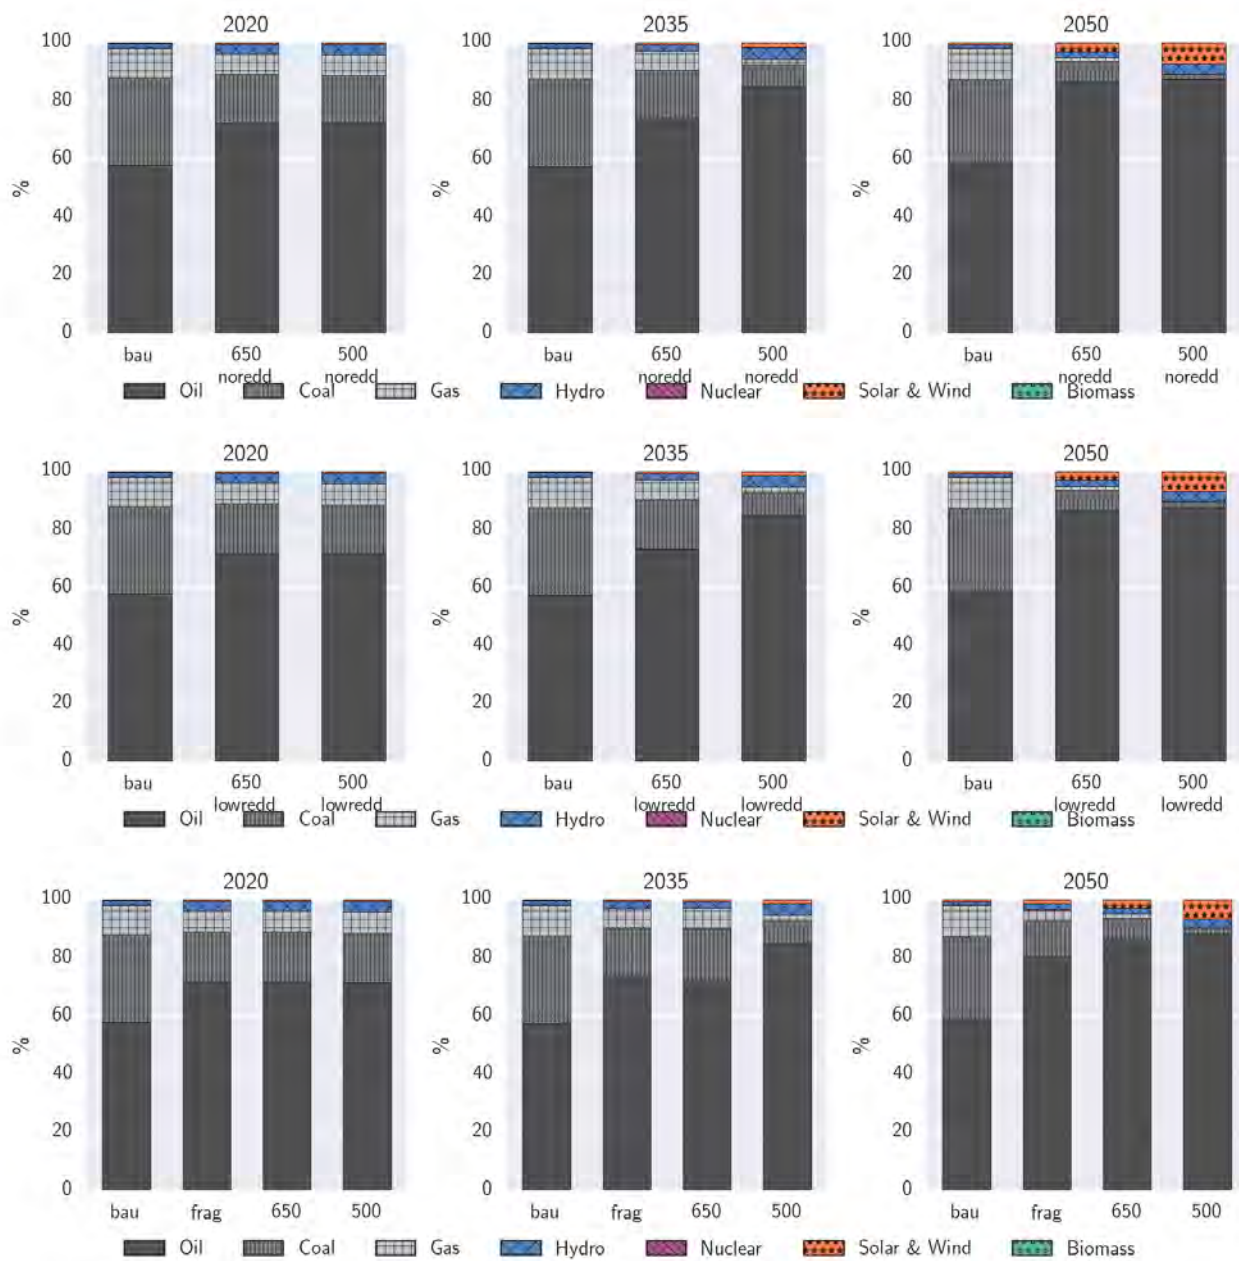 2020 2035 2050
100 100 100
80 80 80
60 60 60
% % %
40 40 40
20 20 20
0 0 0
bau 650 500 bau 650 500 bau 650 500
noredd noredd noredd noredd noredd noredd
Oil Coal Gas Hydro Nuclear Solar & Wind Biomass
2020 2035 2050
100 100 100
80 80 80
60 60 60
% % %
40 40 40
20 20 20
0 0 0
bau 650 500 bau 650 500 bau 650 500
lowredd lowredd lowredd lowredd lowredd lowredd
Oil Coal Gas Hydro Nuclear Solar & Wind Biomass
2020 2035 2050
100 100 100
80 80 80
60 60 60
% % %
40 40 40
20 20 20
0 0 0
bau frag 650 500 bau frag 650 500 bau frag 650 500
Oil Coal Gas Hydro Nuclear Solar & Wind Biomass